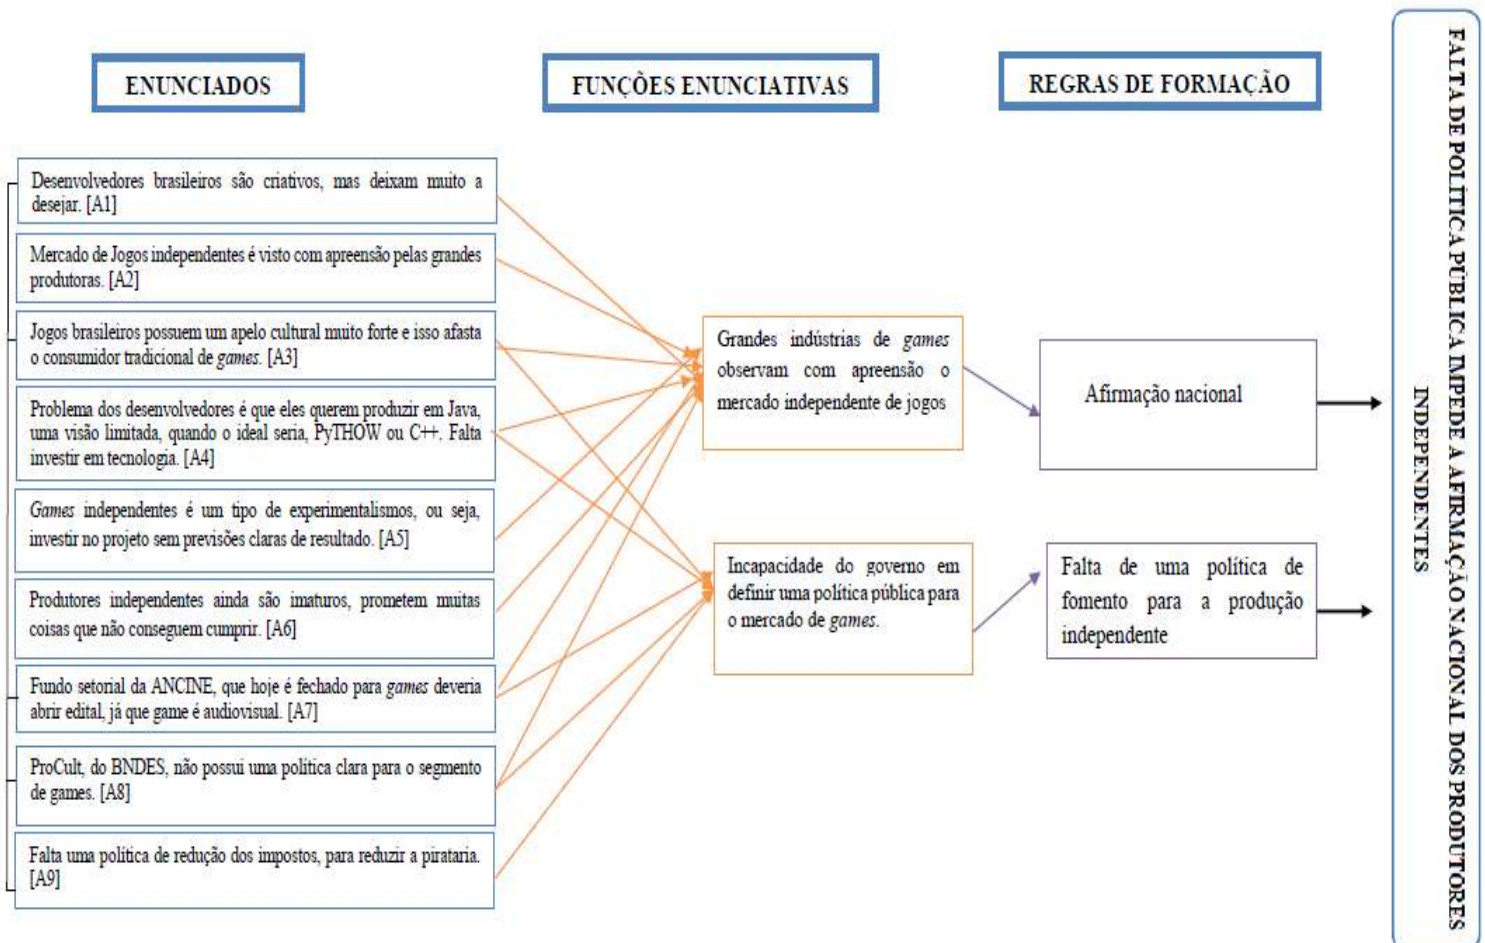 ENUNCIADOS
FUNÇÕES ENUNCIATIVAS
REGRAS DE FORMAÇÃO
Desenvolvedores brasileiros são criativos, mas deixam muito a
desejar. [A1]
Mercado de Jogos independentes é visto com apreensão pelas grandes
produtoras. [A2]
Jogos brasileiros possuem um apelo cultural muito forte e isso afasta
o consumidor tradicional de games. [A3]
Problema dos desenvolvedores é que eles querem produzir em Java,
uma visão limitada, quando o ideal seria, PyTHOW ou C++. Falta
investir em tecnologia. [A4]
Games independentes é um tipo de experimentalismos, ou seja,
investir no projeto sem previsões claras de resultado. [A5]
Produtores independentes ainda são imaturos, prometem muitas
coisas que não conseguem cumprir. [A6]
Fundo setorial da ANCINE, que hoje é fechado para games deveria
abrir edital, já que game é audiovisual. [A7]
ProCult, do BNDES, não possui uma política clara para o segmento
de games. [A8]
Falta uma política de redução dos impostos, para reduzir a pirataria.
[A9]
Grandes indústrias de games
observam com apreensão o
mercado independente de jogos
Incapacidade do governo em
definir uma política pública para
o mercado de games.
Afirmação nacional
Falta de uma política de
fomento para a produção
independente
FALTA DE POLÍTICA PÚBLICA IMPEDE A AFIRMAÇÃO NACIONAL DOS PRODUTORES
INDEPENDENTES